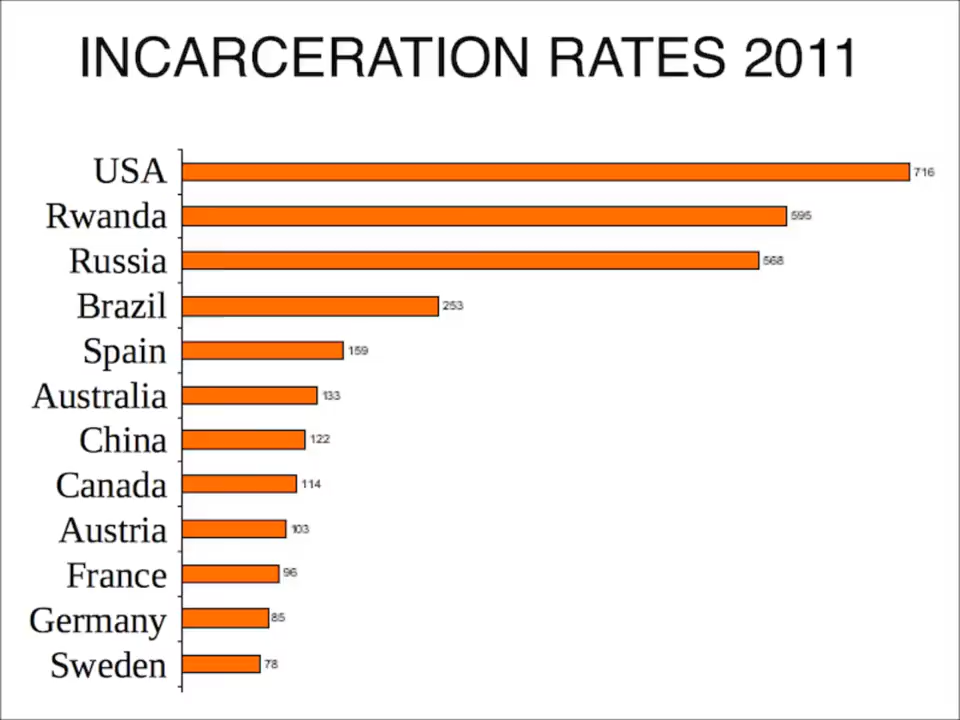 INCARCERATION RATES 2011
USA 716
Rwanda 595
Russia 568
Brazil 253
Spain 159
Australia 133
China 122
Canada 114
Austria 103
France 96
Germany 85
Sweden 78